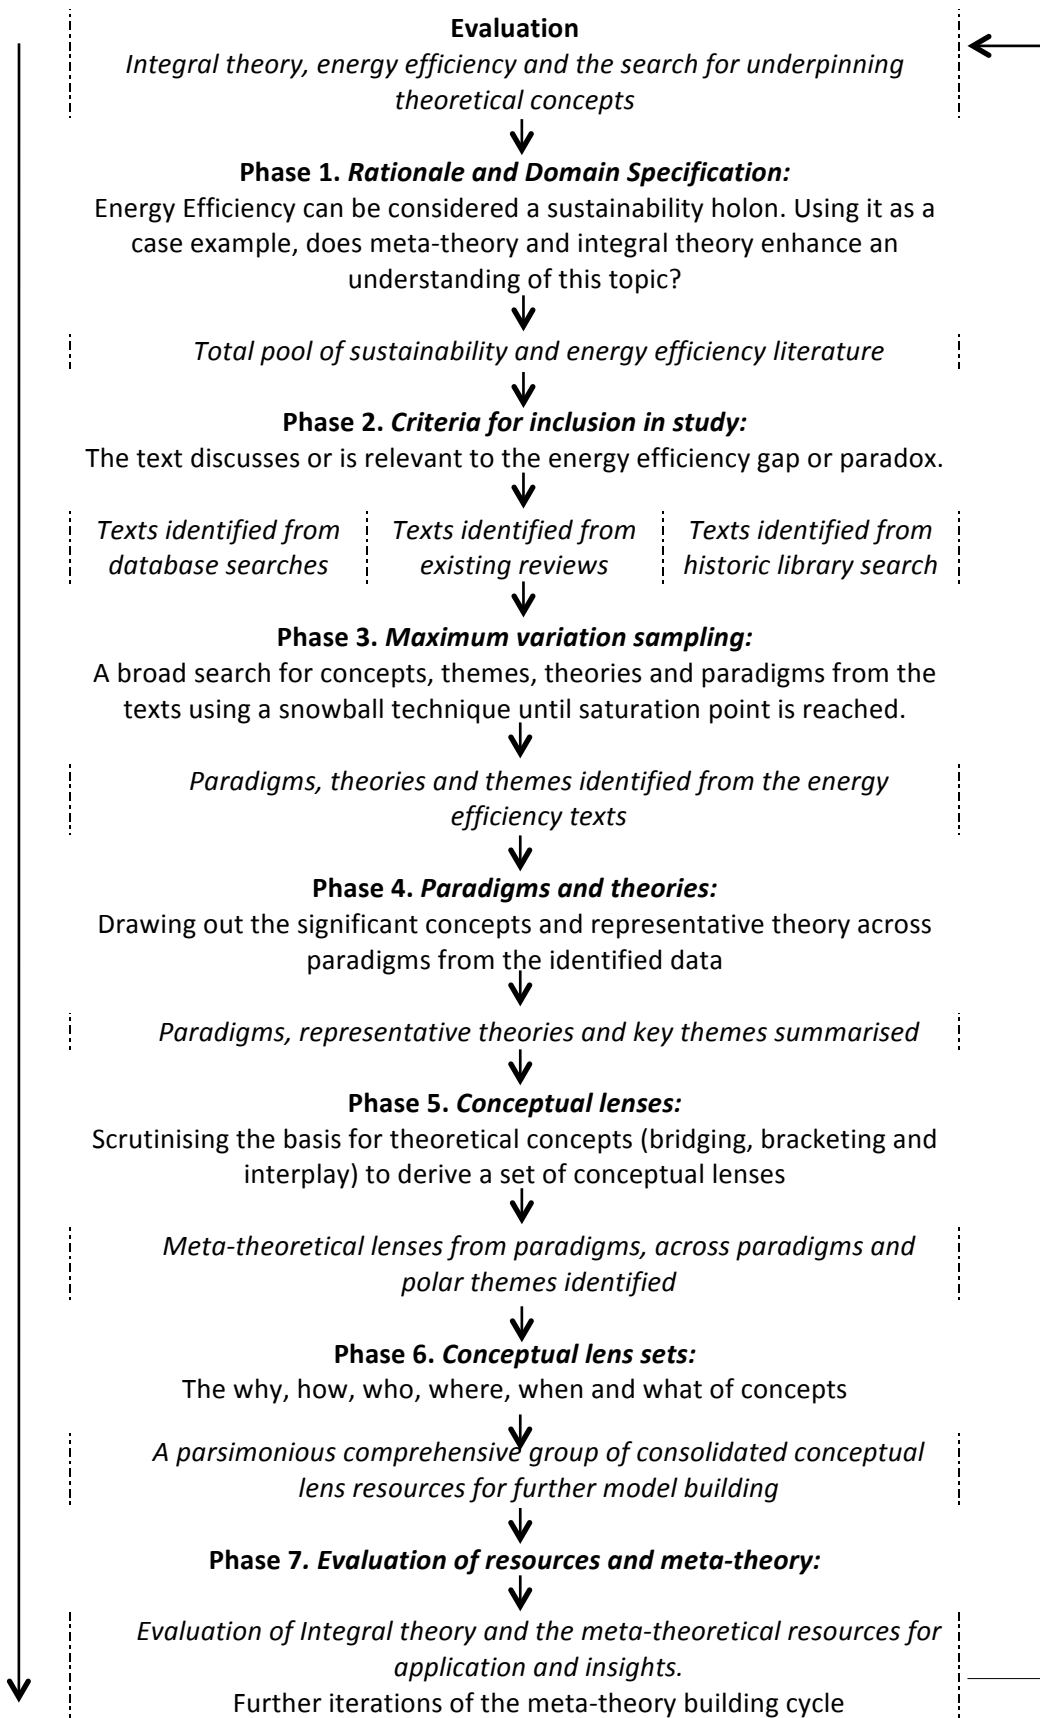 Evaluation
Integral theory, energy efficiency and the search for underpinning
theoretical concepts
Phase 1. Rationale and Domain Specification:
Energy Efficiency can be considered a sustainability holon. Using it as a
case example, does meta-theory and integral theory enhance an
understanding of this topic?
Total pool of sustainability and energy efficiency literature
Phase 2. Criteria for inclusion in study:
The text discusses or is relevant to the energy efficiency gap or paradox.
Texts identified from
database searches
Texts identified from
existing reviews
Texts identified from
historic library search
Phase 3. Maximum variation sampling:
A broad search for concepts, themes, theories and paradigms from the
texts using a snowball technique until saturation point is reached.
Paradigms, theories and themes identified from the energy
efficiency texts
Phase 4. Paradigms and theories:
Drawing out the significant concepts and representative theory across
paradigms from the identified data
Paradigms, representative theories and key themes summarised
Phase 5. Conceptual lenses:
Scrutinising the basis for theoretical concepts (bridging, bracketing and
interplay) to derive a set of conceptual lenses
Meta-theoretical lenses from paradigms, across paradigms and
polar themes identified
Phase 6. Conceptual lens sets:
The why, how, who, where, when and what of concepts
A parsimonious comprehensive group of consolidated conceptual
lens resources for further model building
Phase 7. Evaluation of resources and meta-theory:
Evaluation of Integral theory and the meta-theoretical resources for
application and insights.
Further iterations of the meta-theory building cycle